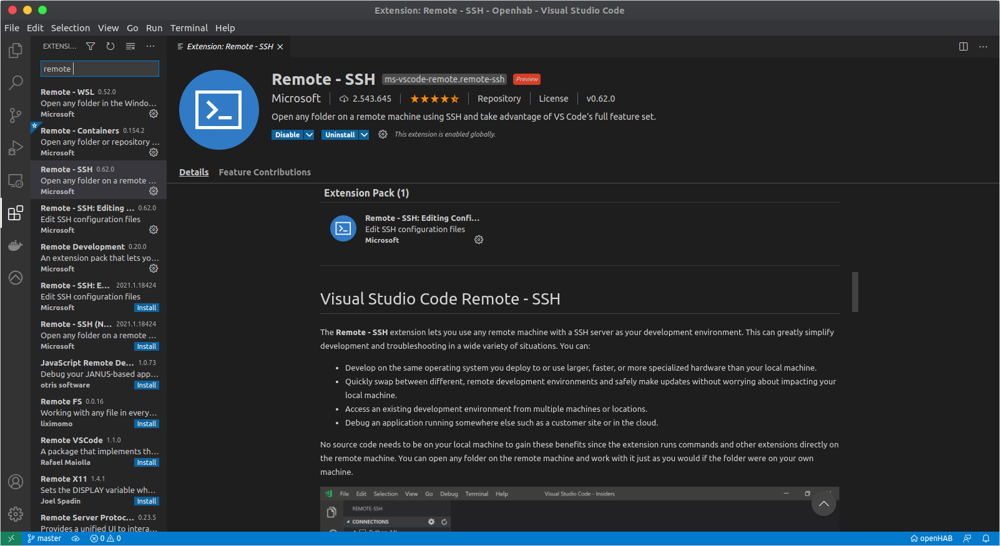 Extension: Remote - SSH - Openhab - Visual Studio Code
File Edit Selection View Go Run Terminal Help
EXTENSI...
remote
Remote - WSL 0.52.0
Open any folder in the Windo...
Microsoft
Remote - Containers 0.154.2
Open any folder or repository ...
Microsoft
Remote - SSH 0.62.0
Open any folder on a remote ...
Microsoft
Remote - SSH: Editing ... 0.62.0
Edit SSH configuration files
Microsoft
Remote Development 0.20.0
An extension pack that lets yo...
Microsoft
Remote - SSH: E... 2021.1.18424
Edit SSH configuration files
Microsoft Install
Remote - SSH (N... 2021.1.18424
Open any folder on a remote ...
Microsoft Install
JavaScript Remote De... 1.0.73
Debug your JANUS-based app...
otris software Install
Remote FS 0.0.16
Working with any file in every...
liximomo Install
Remote VSCode 1.1.0
A package that implements th...
Rafael Maiolla Install
Remote X11 1.4.1
Sets the DISPLAY variable wh...
Joel Spadin Install
Remote Server Protoc... 0.23.5
Provides a unified UI to intera...
Extension: Remote - SSH
Remote - SSH ms-vscode-remote.remote-ssh Preview
Microsoft 2.543.645 Repository License v0.62.0
Open any folder on a remote machine using SSH and take advantage of VS Code's full feature set.
Disable Uninstall This extension is enabled globally.
Details Feature Contributions
Extension Pack (1)
Remote - SSH: Editing Confi...
Edit SSH configuration files
Microsoft
Visual Studio Code Remote - SSH
The Remote - SSH extension lets you use any remote machine with a SSH server as your development environment. This can greatly simplify
development and troubleshooting in a wide variety of situations. You can:
• Develop on the same operating system you deploy to or use larger, faster, or more specialized hardware than your local machine.
• Quickly swap between different, remote development environments and safely make updates without worrying about impacting your
local machine.
• Access an existing development environment from multiple machines or locations.
• Debug an application running somewhere else such as a customer site or in the cloud.
No source code needs to be on your local machine to gain these benefits since the extension runs commands and other extensions directly on
the remote machine. You can open any folder on the remote machine and work with it just as you would if the folder were on your own
machine.
File Edit Selection View Go Debug Terminal Help Visual Studio Code - Insiders
REMOTE-SSH
CONNECTIONS
master 0 0 openHAB